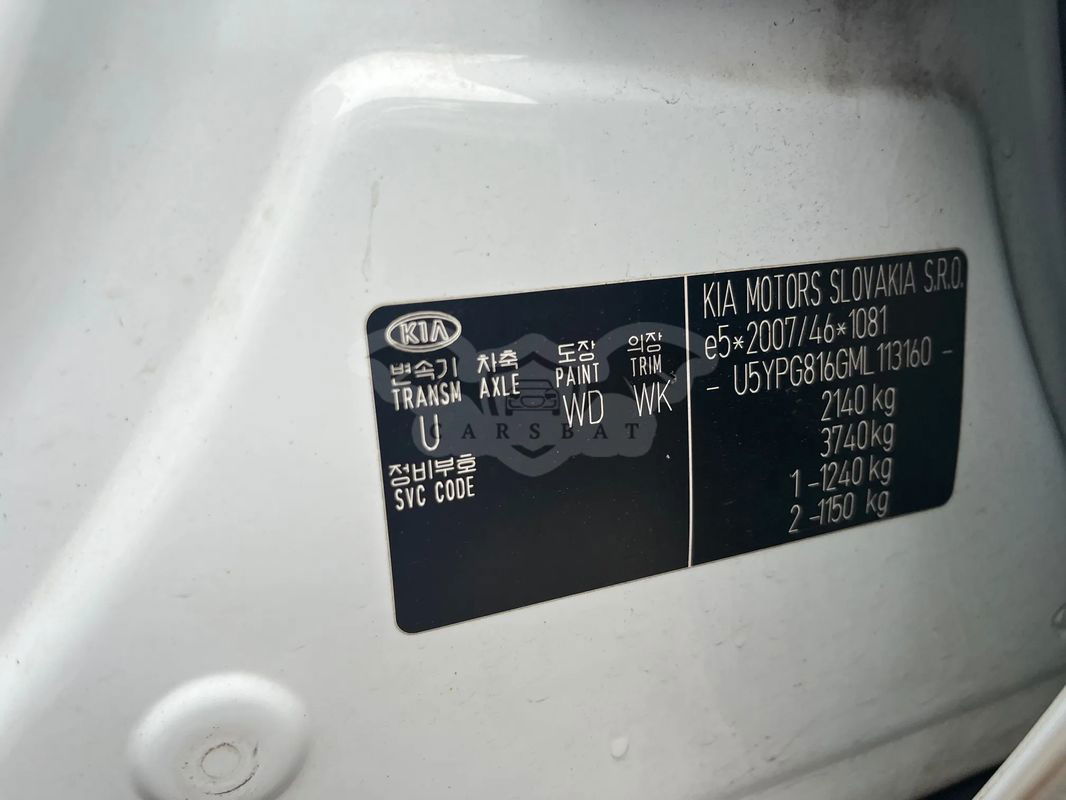 KIA
변속기 차축 도장 의장
TRANSM AXLE PAINT TRIM
U WD WK
정비부호
SVC CODE
KIA MOTORS SLOVAKIA S.R.O.
e5*2007/46*1081
- U5YPG816GML113160 -
2140 kg
3740 kg
1 -1240 kg
2 -1150 kg
CARSBAT